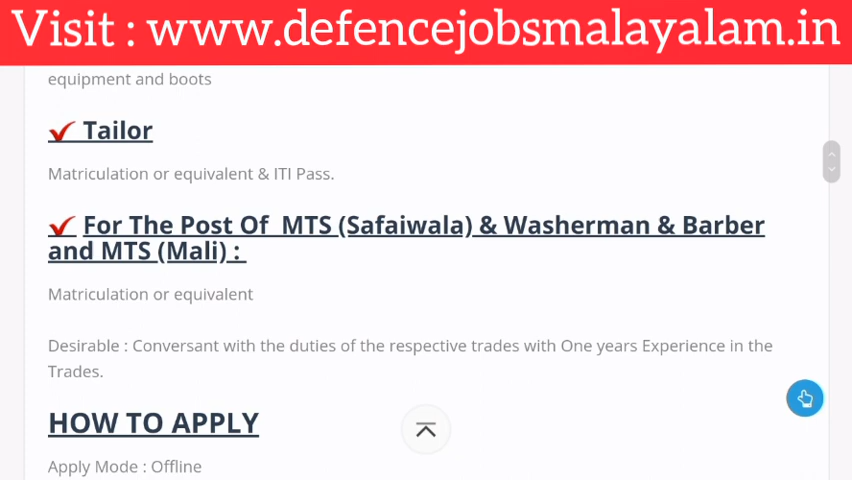 Visit : www.defencejobsmalayalam.in
equipment and boots
Tailor
Matriculation or equivalent & ITI Pass.
For The Post Of MTS (Safaiwala) & Washerman & Barber
and MTS (Mali) :
Matriculation or equivalent
Desirable : Conversant with the duties of the respective trades with One years Experience in the
Trades.
HOW TO APPLY
Apply Mode : Offline